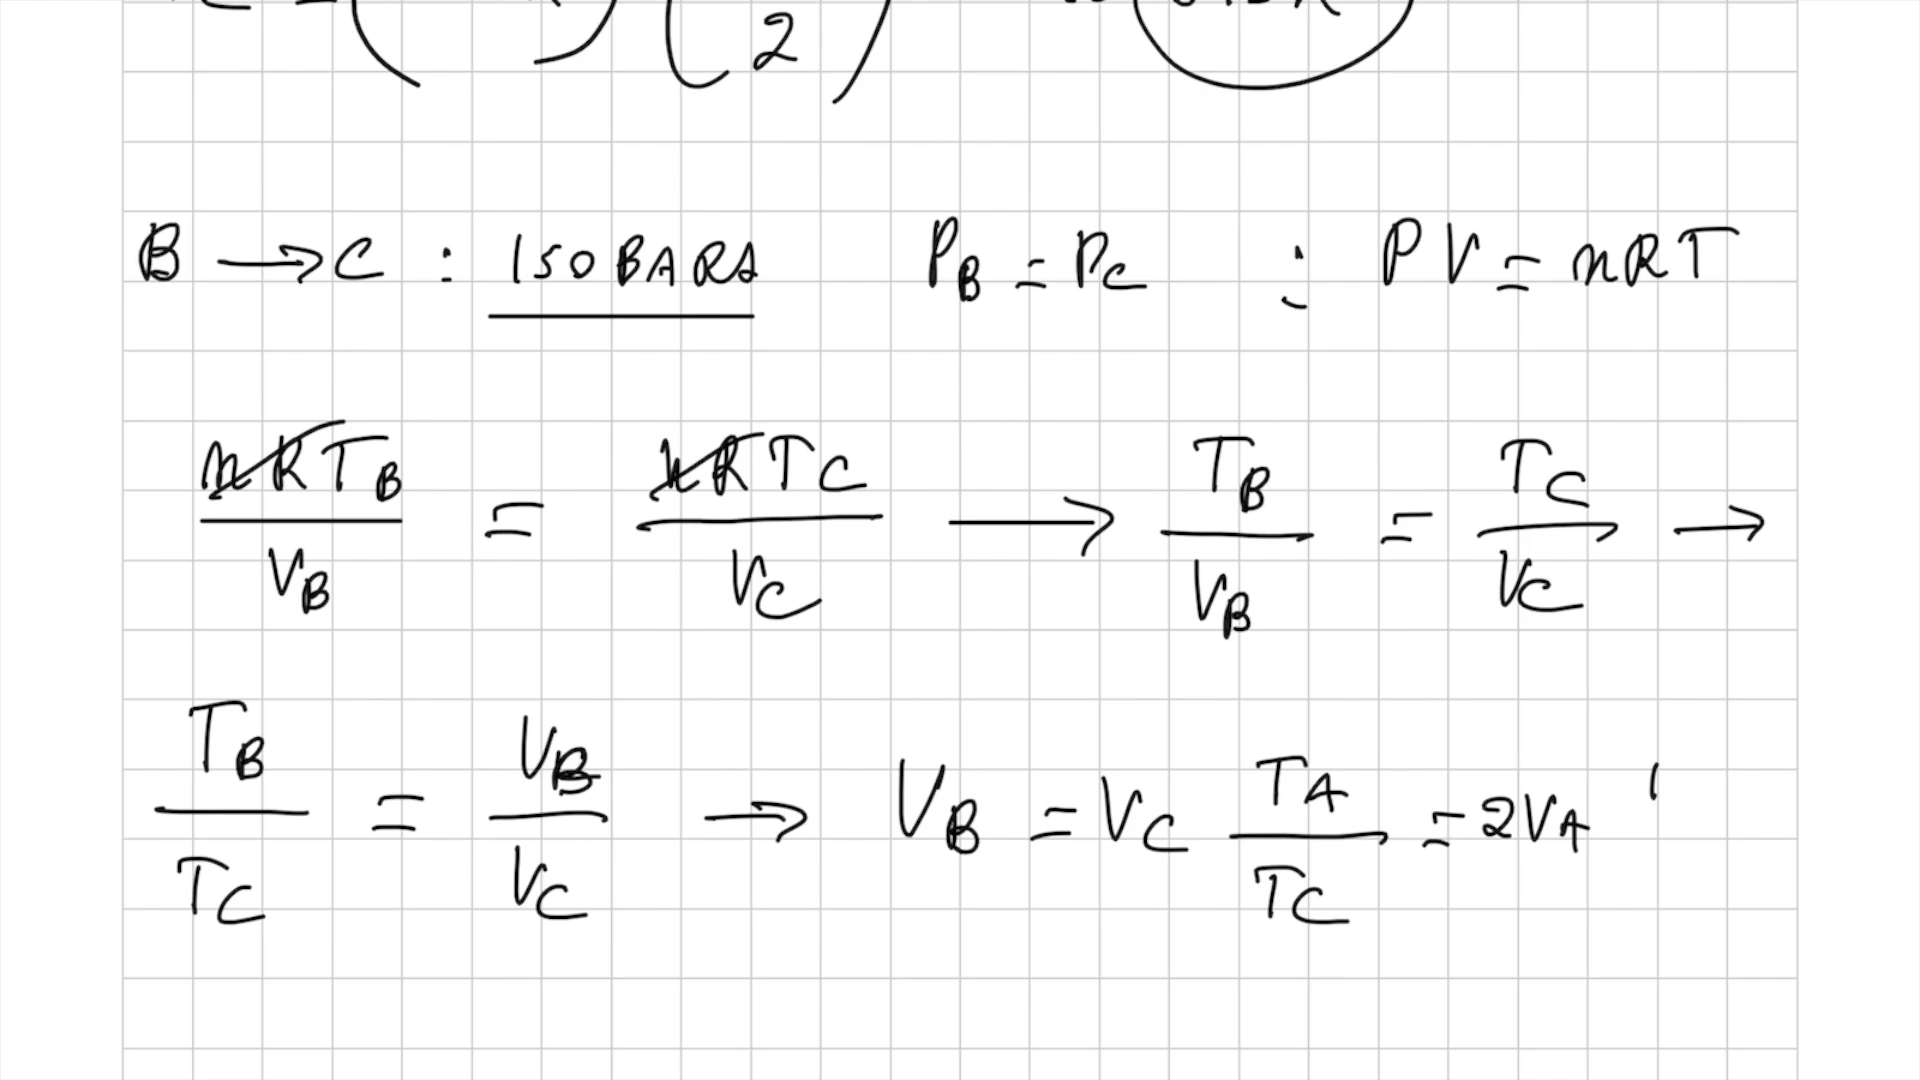 2
B → C : ISOBARA P_B = P_C ; PV = nRT
nRT_B / V_B = nRT_C / V_C → T_B / V_B = T_C / V_C →
T_B / T_C = V_B / V_C → V_B = V_C T_A / T_C = 2V_A